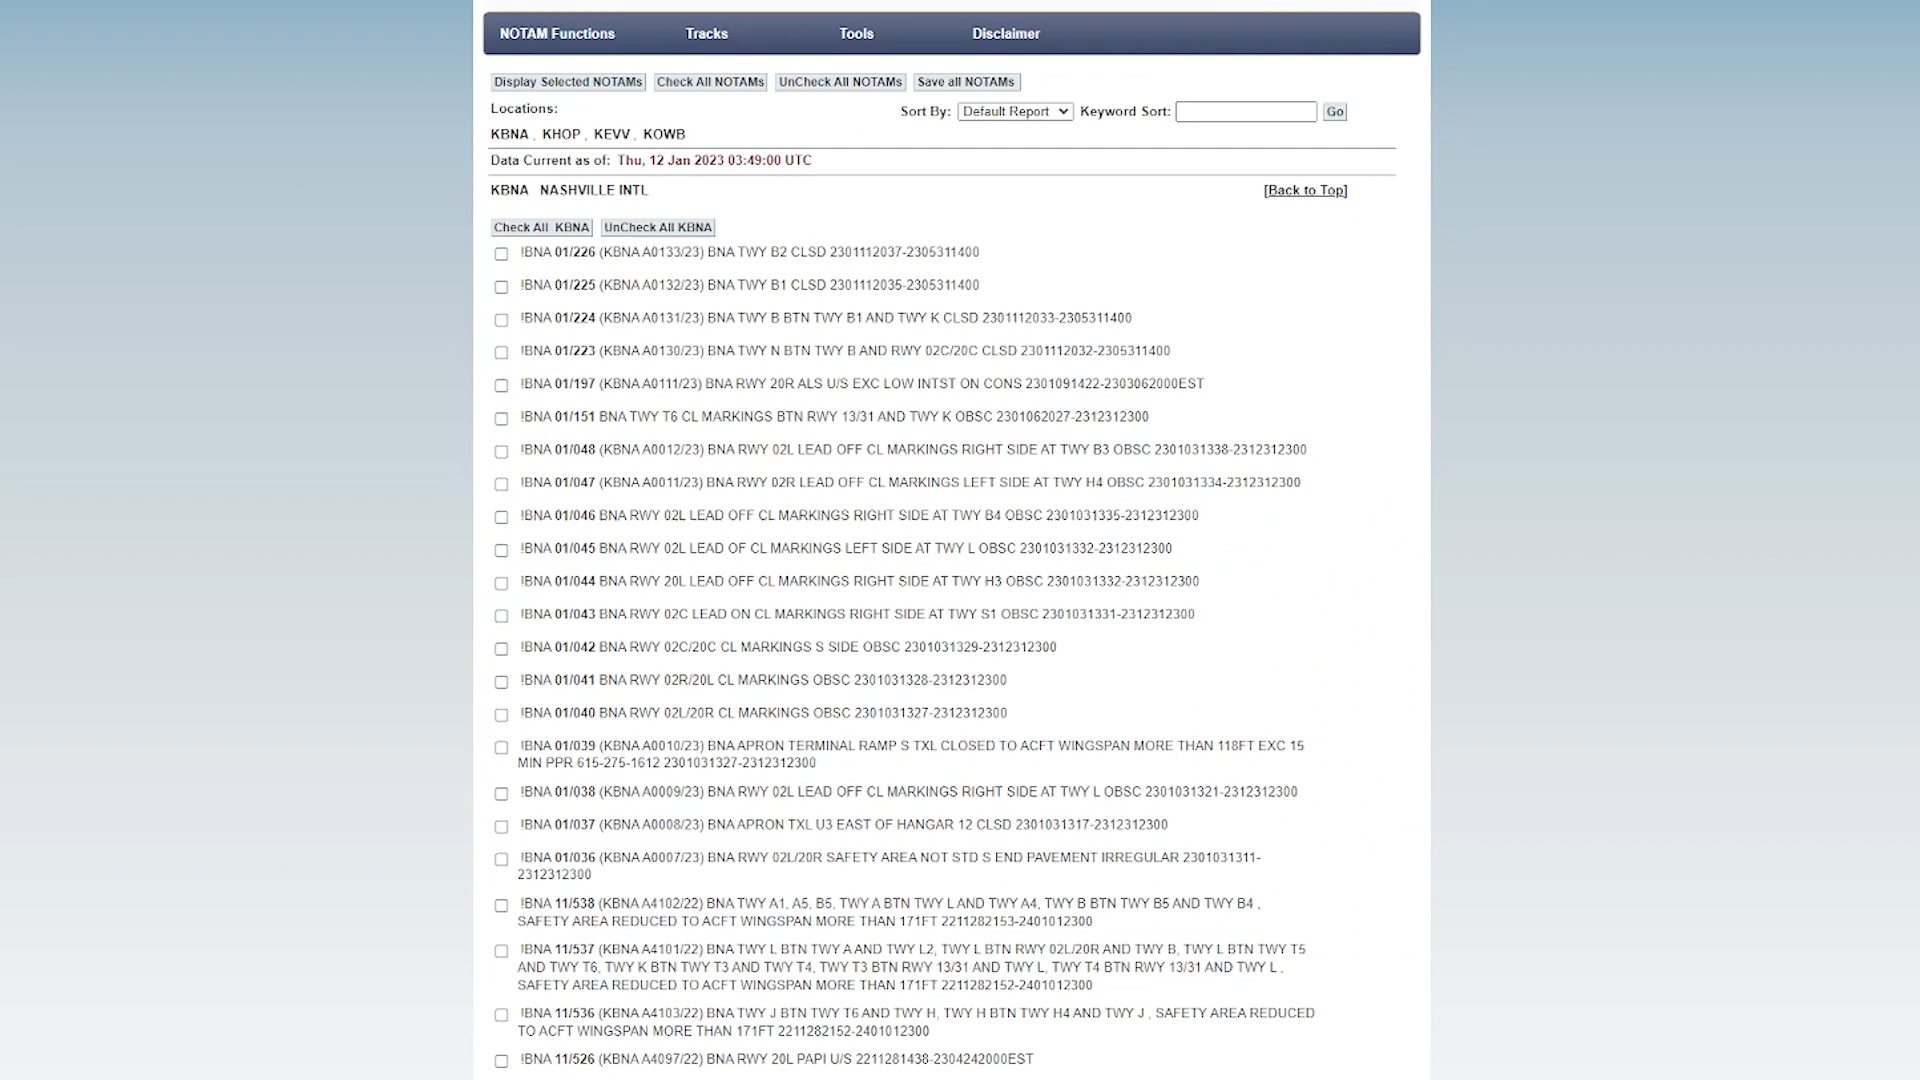 NOTAM Functions Tracks Tools Disclaimer
Display Selected NOTAMs Check All NOTAMs UnCheck All NOTAMs Save all NOTAMs
Locations:
Sort By: Default Report Keyword Sort: Go
KBNA , KHOP , KEVV , KOWB
Data Current as of: Thu, 12 Jan 2023 03:49:00 UTC
KBNA NASHVILLE INTL [Back to Top]
Check All KBNA UnCheck All KBNA
!BNA 01/226 (KBNA A0133/23) BNA TWY B2 CLSD 2301112037-2305311400
!BNA 01/225 (KBNA A0132/23) BNA TWY B1 CLSD 2301112035-2305311400
!BNA 01/224 (KBNA A0131/23) BNA TWY B BTN TWY B1 AND TWY K CLSD 2301112033-2305311400
!BNA 01/223 (KBNA A0130/23) BNA TWY N BTN TWY B AND RWY 02C/20C CLSD 2301112032-2305311400
!BNA 01/197 (KBNA A0111/23) BNA RWY 20R ALS U/S EXC LOW INTST ON CONS 2301091422-2303062000EST
!BNA 01/151 BNA TWY T6 CL MARKINGS BTN RWY 13/31 AND TWY K OBSC 2301062027-2312312300
!BNA 01/048 (KBNA A0012/23) BNA RWY 02L LEAD OFF CL MARKINGS RIGHT SIDE AT TWY B3 OBSC 2301031338-2312312300
!BNA 01/047 (KBNA A0011/23) BNA RWY 02R LEAD OFF CL MARKINGS LEFT SIDE AT TWY H4 OBSC 2301031334-2312312300
!BNA 01/046 BNA RWY 02L LEAD OFF CL MARKINGS RIGHT SIDE AT TWY B4 OBSC 2301031335-2312312300
!BNA 01/045 BNA RWY 02L LEAD OF CL MARKINGS LEFT SIDE AT TWY L OBSC 2301031332-2312312300
!BNA 01/044 BNA RWY 20L LEAD OFF CL MARKINGS RIGHT SIDE AT TWY H3 OBSC 2301031332-2312312300
!BNA 01/043 BNA RWY 02C LEAD ON CL MARKINGS RIGHT SIDE AT TWY S1 OBSC 2301031331-2312312300
!BNA 01/042 BNA RWY 02C/20C CL MARKINGS S SIDE OBSC 2301031329-2312312300
!BNA 01/041 BNA RWY 02R/20L CL MARKINGS OBSC 2301031328-2312312300
!BNA 01/040 BNA RWY 02L/20R CL MARKINGS OBSC 2301031327-2312312300
!BNA 01/039 (KBNA A0010/23) BNA APRON TERMINAL RAMP S TXL CLOSED TO ACFT WINGSPAN MORE THAN 118FT EXC 15
MIN PPR 615-275-1612 2301031327-2312312300
!BNA 01/038 (KBNA A0009/23) BNA RWY 02L LEAD OFF CL MARKINGS RIGHT SIDE AT TWY L OBSC 2301031321-2312312300
!BNA 01/037 (KBNA A0008/23) BNA APRON TXL U3 EAST OF HANGAR 12 CLSD 2301031317-2312312300
!BNA 01/036 (KBNA A0007/23) BNA RWY 02L/20R SAFETY AREA NOT STD S END PAVEMENT IRREGULAR 2301031311-
2312312300
!BNA 11/538 (KBNA A4102/22) BNA TWY A1, A5, B5, TWY A BTN TWY L AND TWY A4, TWY B BTN TWY B5 AND TWY B4 ,
SAFETY AREA REDUCED TO ACFT WINGSPAN MORE THAN 171FT 2211282153-2401012300
!BNA 11/537 (KBNA A4101/22) BNA TWY L BTN TWY A AND TWY L2, TWY L BTN RWY 02L/20R AND TWY B, TWY L BTN TWY T5
AND TWY T6, TWY K BTN TWY T3 AND TWY T4, TWY T3 BTN RWY 13/31 AND TWY L, TWY T4 BTN RWY 13/31 AND TWY L ,
SAFETY AREA REDUCED TO ACFT WINGSPAN MORE THAN 171FT 2211282152-2401012300
!BNA 11/536 (KBNA A4103/22) BNA TWY J BTN TWY T6 AND TWY H, TWY H BTN TWY H4 AND TWY J , SAFETY AREA REDUCED
TO ACFT WINGSPAN MORE THAN 171FT 2211282152-2401012300
!BNA 11/526 (KBNA A4097/22) BNA RWY 20L PAPI U/S 2211281438-2304242000EST